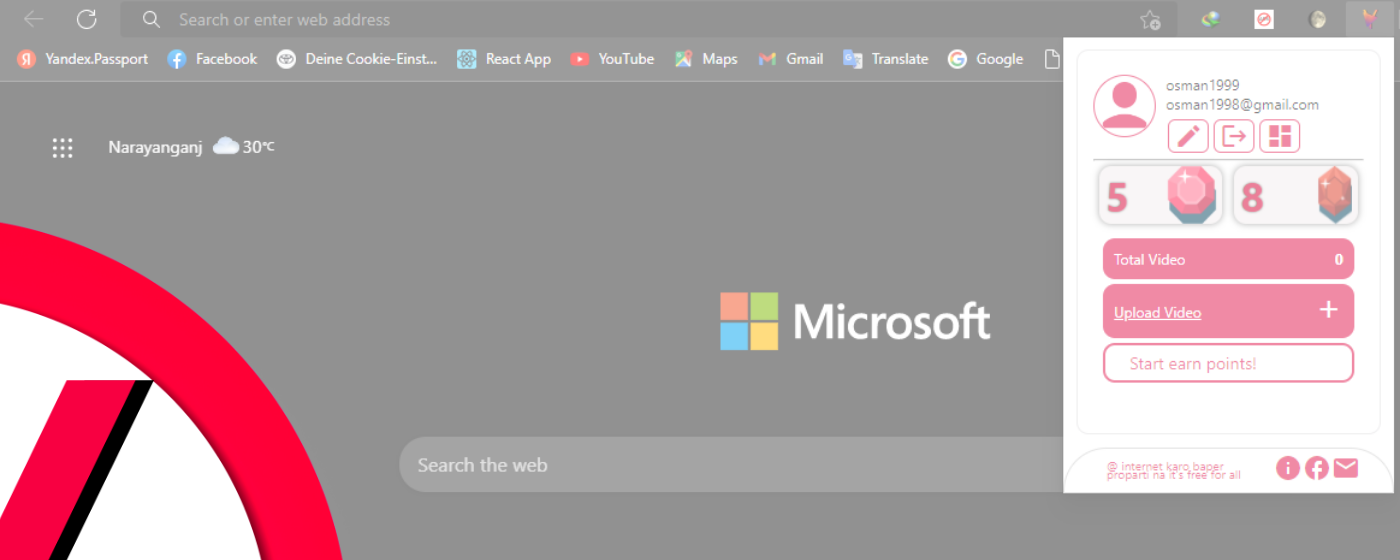 Search or enter web address
Yandex.Passport Facebook Deine Cookie-Einst... React App YouTube Maps Gmail Translate Google
osman1999
osman1998@gmail.com
Narayanganj 30°C
5 8
Total Video 0
Microsoft
Upload Video +
Start earn points!
Search the web
@ internet karo baper
proparti na it's free for all